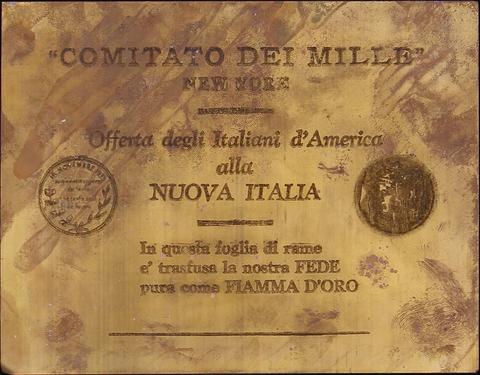 "COMITATO DEI MILLE"
NEW YORK
Offerta degli Italiani d'America
alla
NUOVA ITALIA
In questa foglia di rame
e' trasfusa la nostra FEDE
pura come FIAMMA D'ORO